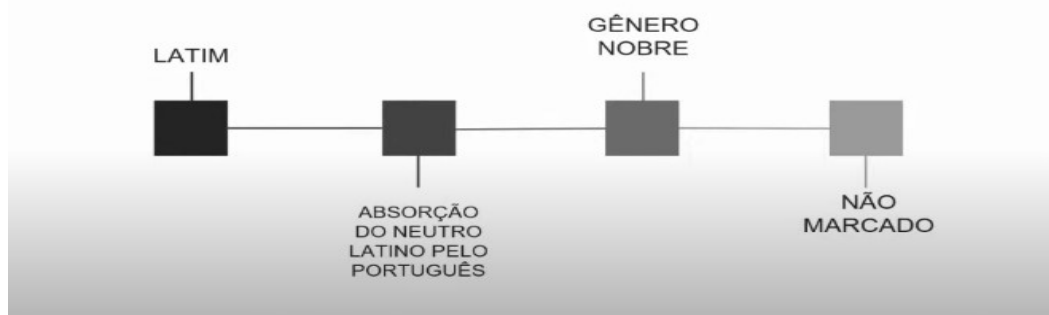 LATIM
ABSORÇÃO
DO NEUTRO
LATINO PELO
PORTUGUÊS
GÊNERO
NOBRE
NÃO
MARCADO